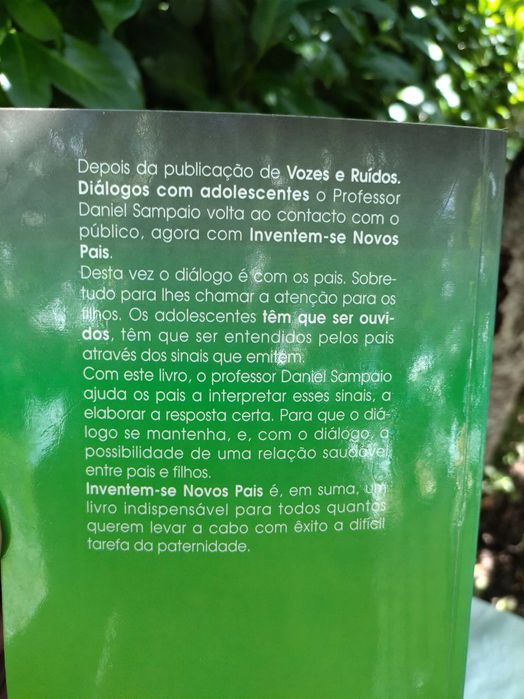 Depois da publicação de Vozes e Ruídos.
Diálogos com adolescentes o Professor
Daniel Sampaio volta ao contacto com o
público, agora com Inventem-se Novos
Pais.
Desta vez o diálogo é com os pais. Sobre-
tudo para lhes chamar a atenção para os
filhos. Os adolescentes têm que ser ouvi-
dos, têm que ser entendidos pelos pais
através dos sinais que emitem.
Com este livro, o professor Daniel Sampaio
ajuda os pais a interpretar esses sinais, a
elaborar a resposta certa. Para que o diá-
logo se mantenha, e, com o diálogo, a
possibilidade de uma relação saudável
entre pais e filhos.
Inventem-se Novos Pais é, em suma, um
livro indispensável para todos quantos
querem levar a cabo com êxito a difícil
tarefa da paternidade.